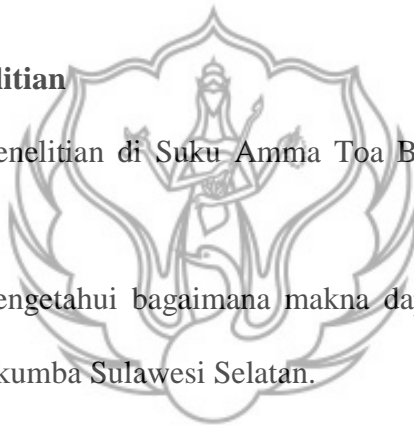 litian
enelitian di Suku Amma Toa B
engetahui bagaimana makna da
kumba Sulawesi Selatan.